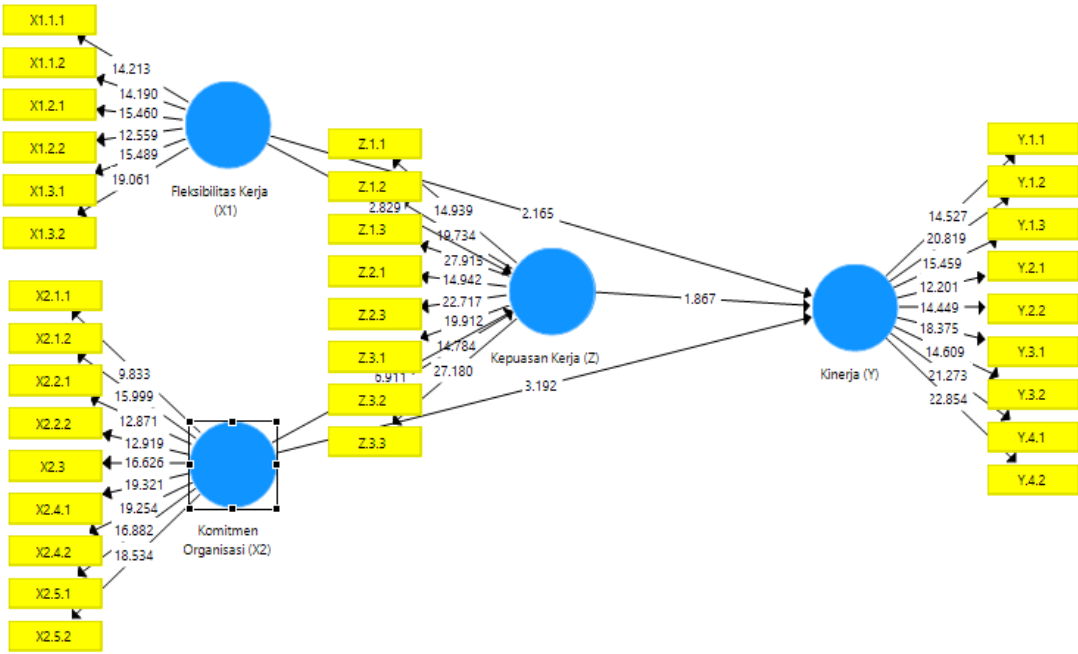 X1.1.1
X1.1.2
X1.2.1
X1.2.2
X1.3.1
X1.3.2
14.213
14.190
15.460
12.559
15.489
19.061
Fleksibilitas Kerja
(X1)
X2.1.1
X2.1.2
X2.2.1
X2.2.2
X2.3
X2.4.1
X2.4.2
X2.5.1
X2.5.2
9.833
15.999
12.871
12.919
16.626
19.321
19.254
16.882
18.534
Komitmen
Organisasi (X2)
Z.1.1
Z.1.2
Z.1.3
Z.2.1
Z.2.3
Z.3.1
Z.3.2
Z.3.3
2.829
6.911
14.939
19.734
27.915
14.942
22.717
19.912
14.784
27.180
Kepuasan Kerja (Z)
2.165
1.867
3.192
Kinerja (Y)
14.527
20.819
15.459
12.201
14.449
18.375
14.609
21.273
22.854
Y.1.1
Y.1.2
Y.1.3
Y.2.1
Y.2.2
Y.3.1
Y.3.2
Y.4.1
Y.4.2